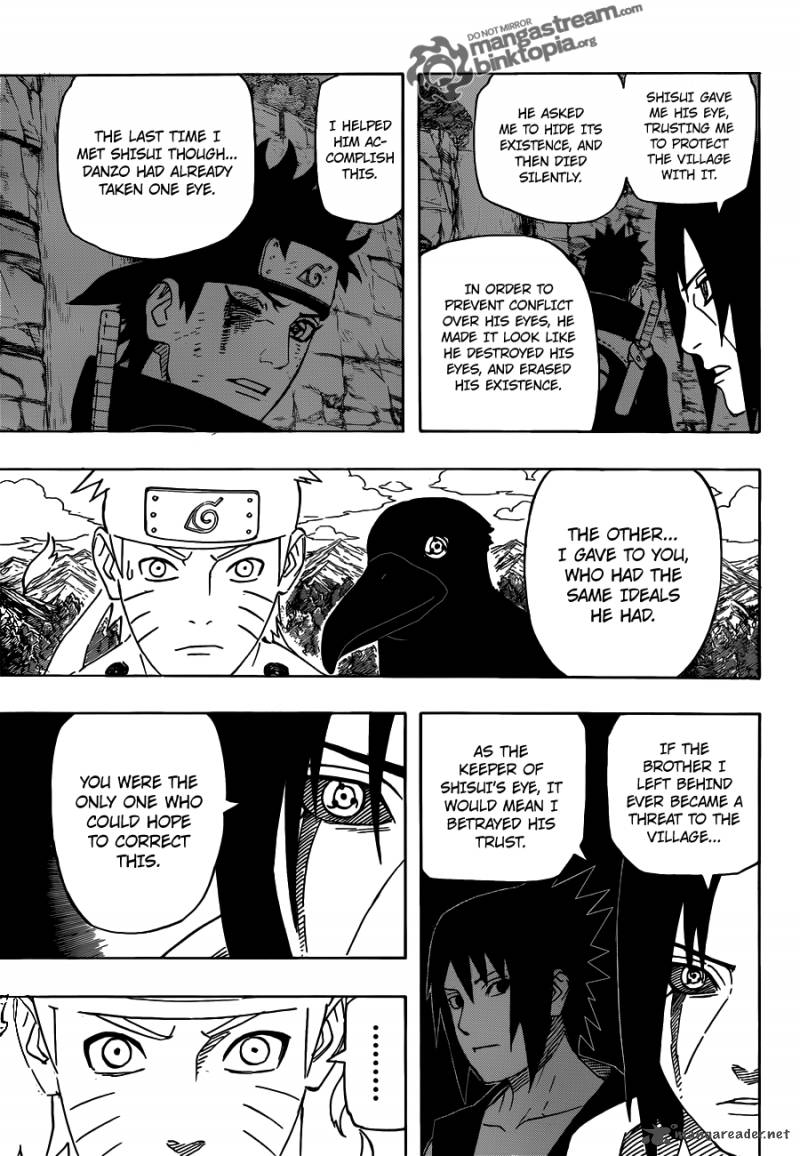 DO NOT MIRROR
mangastream.com
binktopia.org
SHISUI GAVE
ME HIS EYE,
TRUSTING ME
TO PROTECT
THE VILLAGE
WITH IT.
HE ASKED
ME TO HIDE ITS
EXISTENCE, AND
THEN DIED
SILENTLY.
IN ORDER TO
PREVENT CONFLICT
OVER HIS EYES, HE
MADE IT LOOK LIKE
HE DESTROYED HIS
EYES, AND ERASED
HIS EXISTENCE.
I HELPED
HIM AC-
COMPLISH
THIS.
THE LAST TIME I
MET SHISUI THOUGH...
DANZO HAD ALREADY
TAKEN ONE EYE.
THE OTHER...
I GAVE TO YOU,
WHO HAD THE
SAME IDEALS
HE HAD.
IF THE
BROTHER I
LEFT BEHIND
EVER BECAME A
THREAT TO THE
VILLAGE...
AS THE
KEEPER OF
SHISUI'S EYE, IT
WOULD MEAN I
BETRAYED HIS
TRUST.
YOU WERE THE
ONLY ONE WHO
COULD HOPE
TO CORRECT
THIS.
........
mangareader.net